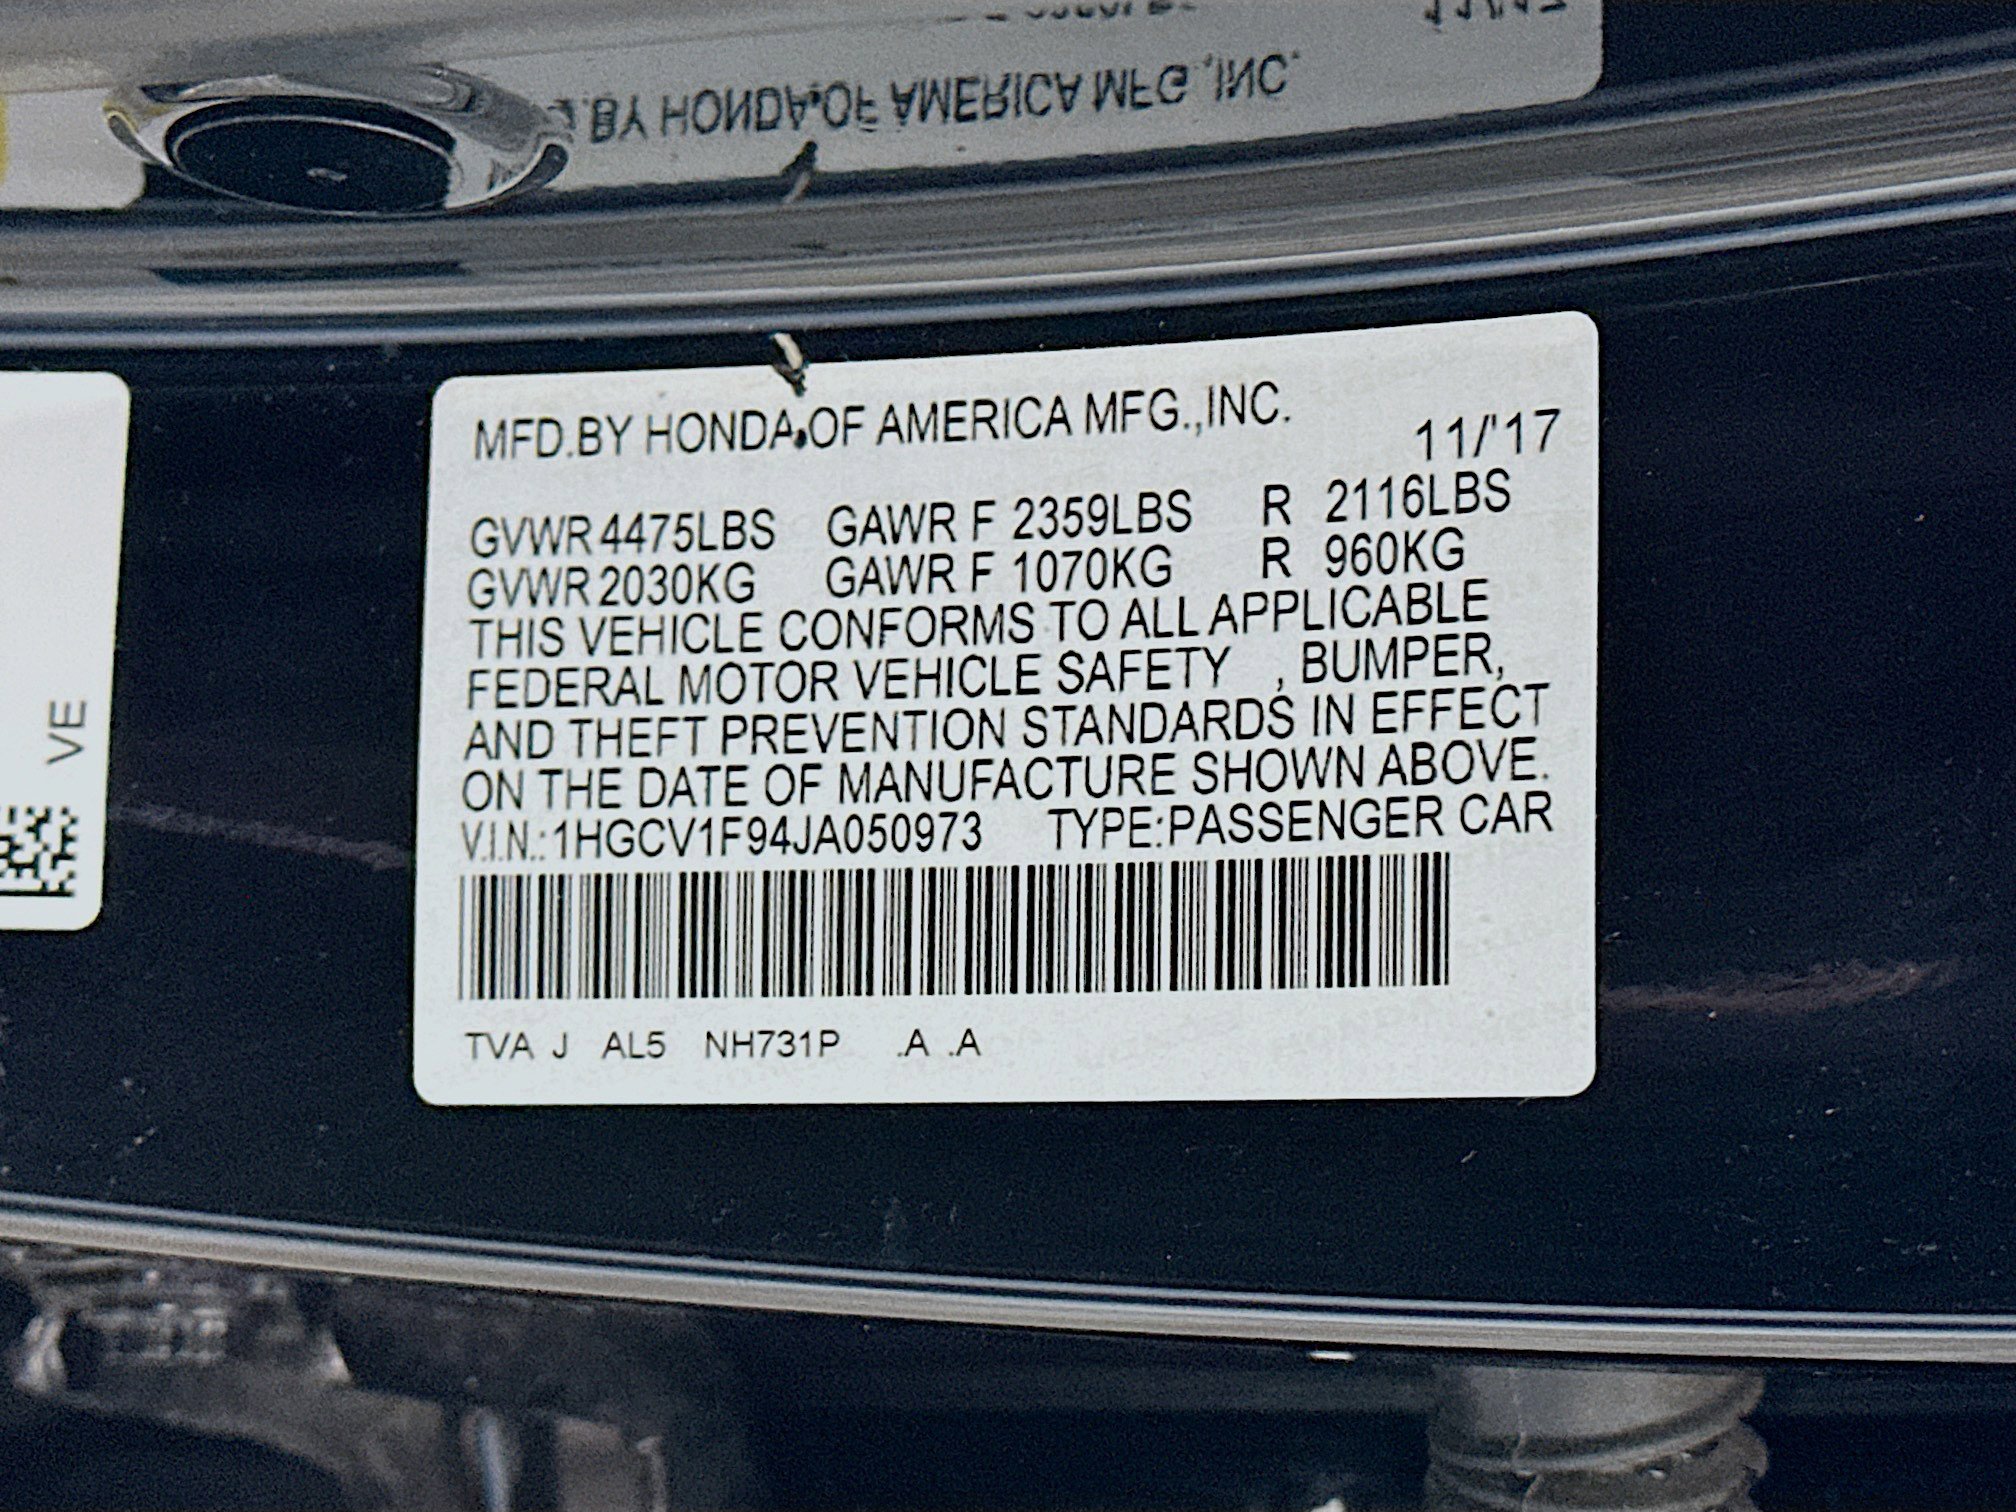 BY HONDA OF AMERICA MFG.,INC.
MFD.BY HONDA OF AMERICA MFG.,INC.
11/'17
GVWR 4475LBS GAWR F 2359LBS R 2116LBS
GVWR 2030KG GAWR F 1070KG R 960KG
THIS VEHICLE CONFORMS TO ALL APPLICABLE
FEDERAL MOTOR VEHICLE SAFETY , BUMPER,
AND THEFT PREVENTION STANDARDS IN EFFECT
ON THE DATE OF MANUFACTURE SHOWN ABOVE.
V.I.N.: 1HGCV1F94JA050973 TYPE:PASSENGER CAR
TVA J AL5 NH731P .A .A
VE